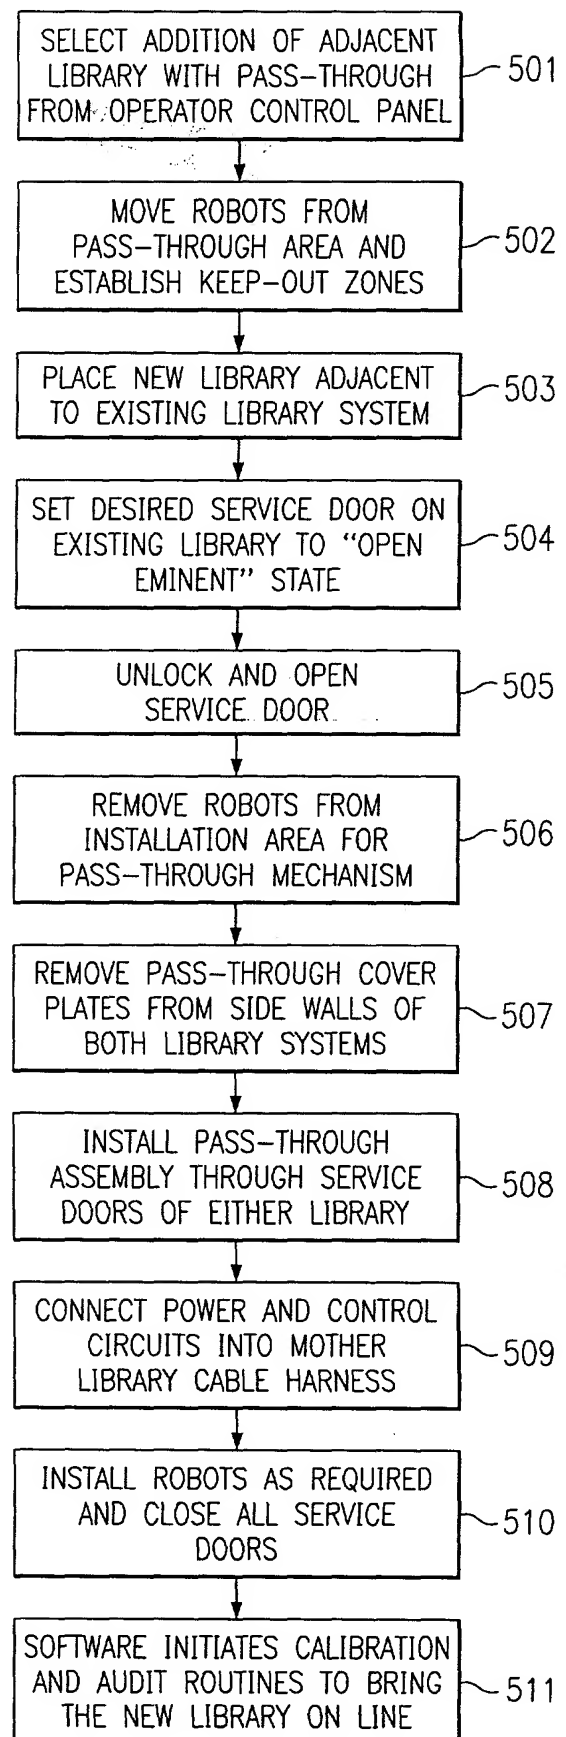 SELECT ADDITION OF ADJACENT
LIBRARY WITH PASS-THROUGH
FROM OPERATOR CONTROL PANEL
501
MOVE ROBOTS FROM
PASS-THROUGH AREA AND
ESTABLISH KEEP-OUT ZONES
502
PLACE NEW LIBRARY ADJACENT
TO EXISTING LIBRARY SYSTEM
503
SET DESIRED SERVICE DOOR ON
EXISTING LIBRARY TO “OPEN
EMINENT” STATE
504
UNLOCK AND OPEN
SERVICE DOOR
505
REMOVE ROBOTS FROM
INSTALLATION AREA FOR
PASS-THROUGH MECHANISM
506
REMOVE PASS-THROUGH COVER
PLATES FROM SIDE WALLS OF
BOTH LIBRARY SYSTEMS
507
INSTALL PASS-THROUGH
ASSEMBLY THROUGH SERVICE
DOORS OF EITHER LIBRARY
508
CONNECT POWER AND CONTROL
CIRCUITS INTO MOTHER
LIBRARY CABLE HARNESS
509
INSTALL ROBOTS AS REQUIRED
AND CLOSE ALL SERVICE
DOORS
510
SOFTWARE INITIATES CALIBRATION
AND AUDIT ROUTINES TO BRING
THE NEW LIBRARY ON LINE
511